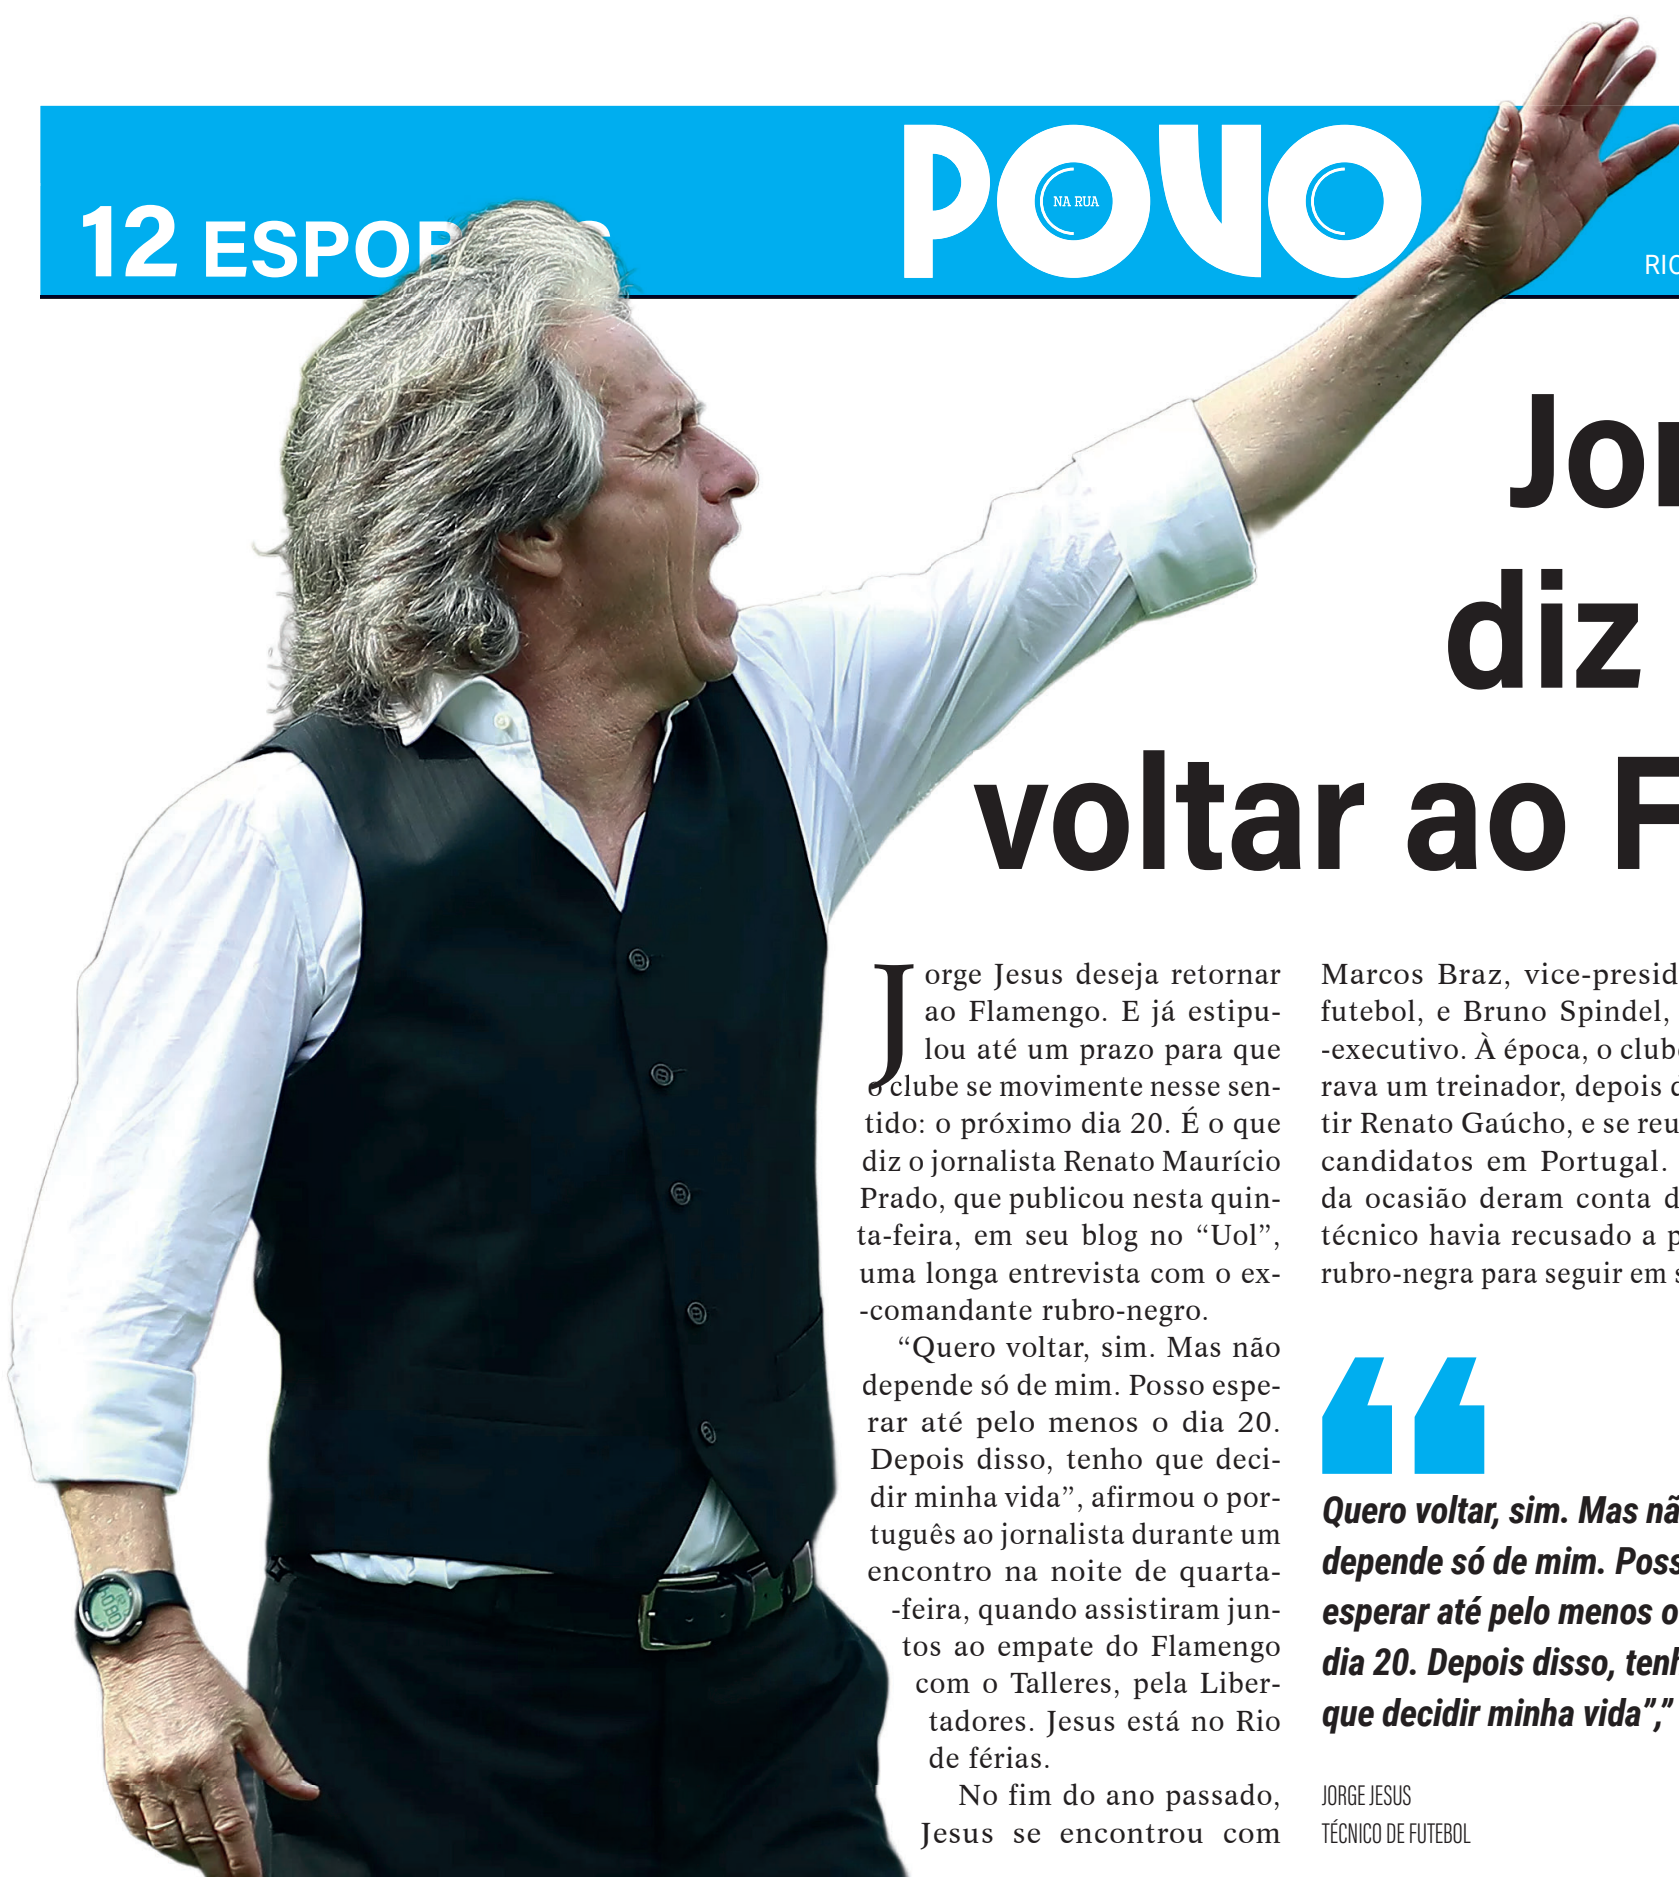 12 ESPOR
POVO
NA RUA
RIO
Jor
diz
voltar ao F
Jorge Jesus deseja retornar
ao Flamengo. E já estipu-
lou até um prazo para que
o clube se movimente nesse sen-
tido: o próximo dia 20. É o que
diz o jornalista Renato Maurício
Prado, que publicou nesta quin-
ta-feira, em seu blog no “Uol”,
uma longa entrevista com o ex-
-comandante rubro-negro.
“Quero voltar, sim. Mas não
depende só de mim. Posso espe-
rar até pelo menos o dia 20.
Depois disso, tenho que deci-
dir minha vida”, afirmou o por-
tuguês ao jornalista durante um
encontro na noite de quarta-
-feira, quando assistiram jun-
tos ao empate do Flamengo
com o Talleres, pela Liber-
tadores. Jesus está no Rio
de férias.
No fim do ano passado,
Jesus se encontrou com
Marcos Braz, vice-presid
futebol, e Bruno Spindel,
-executivo. À época, o clube
rava um treinador, depois d
tir Renato Gaúcho, e se reu
candidatos em Portugal.
da ocasião deram conta d
técnico havia recusado a p
rubro-negra para seguir em s
“
Quero voltar, sim. Mas nã
depende só de mim. Poss
esperar até pelo menos o
dia 20. Depois disso, tenh
que decidir minha vida”,”
JORGE JESUS
TÉCNICO DE FUTEBOL